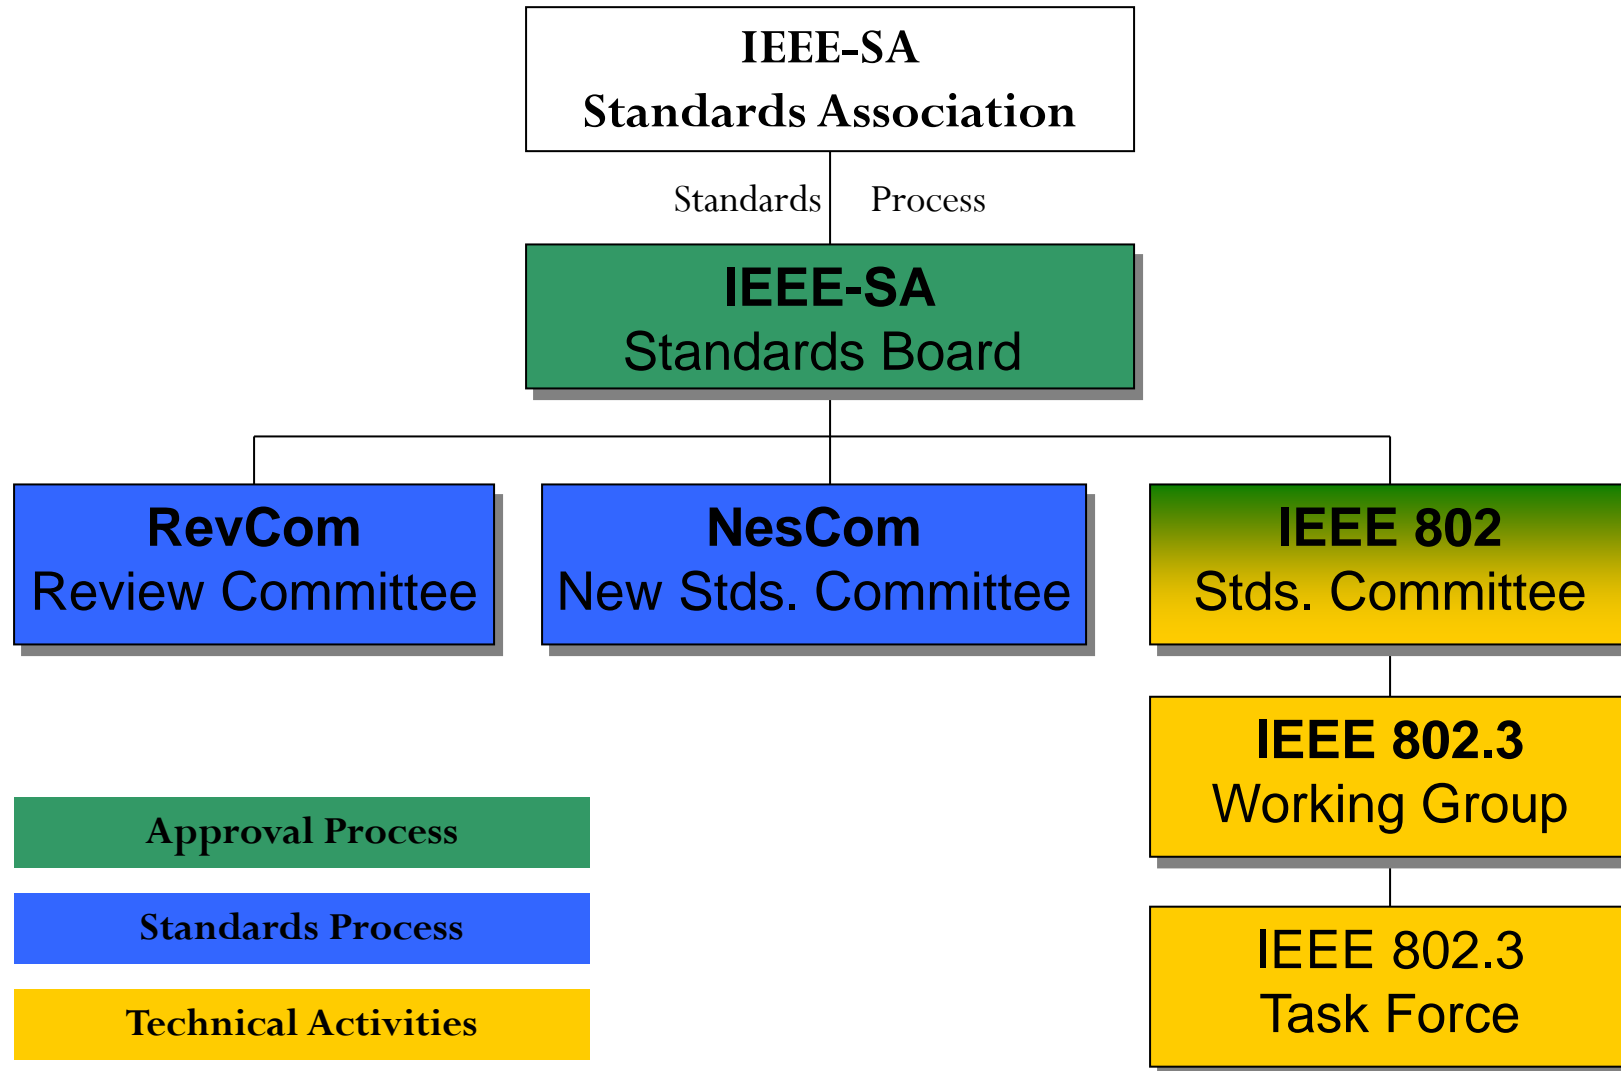 IEEE-SA
Standards Association
Standards Process
IEEE-SA
Standards Board
RevCom
Review Committee
NesCom
New Stds. Committee
IEEE 802
Stds. Committee
IEEE 802.3
Working Group
IEEE 802.3
Task Force
Approval Process
Standards Process
Technical Activities